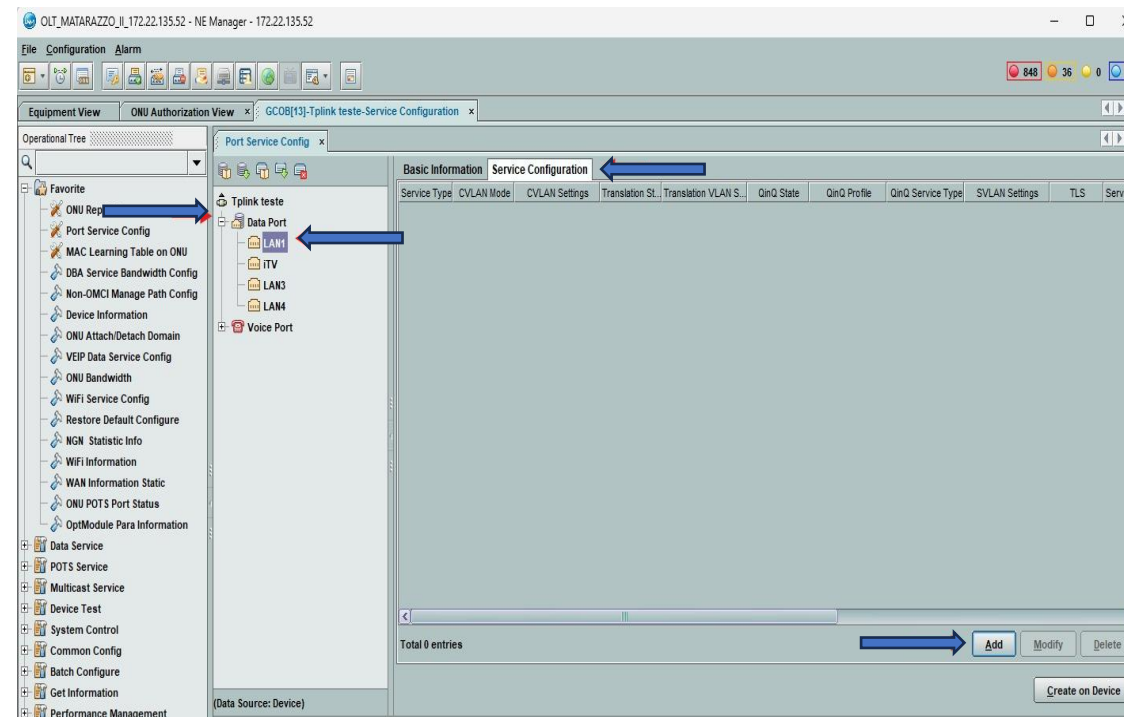 OLT_MATARAZZO_II_172.22.135.52 - NE Manager - 172.22.135.52
File Configuration Alarm
848 36 0
Equipment View ONU Authorization View x GCOB[13]-Tplink teste-Service Configuration x
Operational Tree
Port Service Config x
Basic Information Service Configuration
Service Type CVLAN Mode CVLAN Settings Translation St... Translation VLAN S... QinQ State QinQ Profile QinQ Service Type SVLAN Settings TLS Serv
Favorite
ONU Rep
Port Service Config
MAC Learning Table on ONU
DBA Service Bandwidth Config
Non-OMCI Manage Path Config
Device Information
ONU Attach/Detach Domain
VEIP Data Service Config
ONU Bandwidth
WiFi Service Config
Restore Default Configure
NGN Statistic Info
WiFi Information
WAN Information Static
ONU POTS Port Status
OptModule Para Information
Data Service
POTS Service
Multicast Service
Device Test
System Control
Common Config
Batch Configure
Get Information
Performance Management
Tplink teste
Data Port
LAN1
iTV
LAN3
LAN4
Voice Port
(Data Source: Device)
Total 0 entries
Add Modify Delete
Create on Device